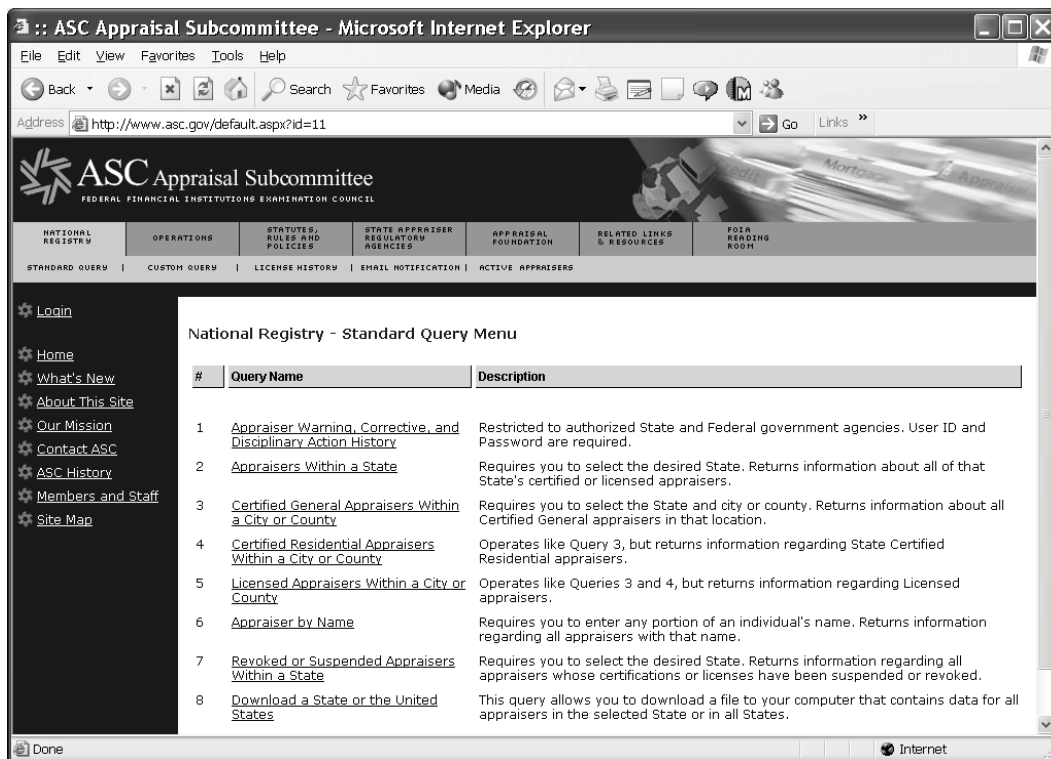 :: ASC Appraisal Subcommittee - Microsoft Internet Explorer
File Edit View Favorites Tools Help
Back Search Favorites Media
Address http://www.asc.gov/default.aspx?id=11 Go Links »
ASC Appraisal Subcommittee
FEDERAL FINANCIAL INSTITUTIONS EXAMINATION COUNCIL
Credit Mortgage Appraisal
NATIONAL REGISTRY OPERATIONS STATUTES, RULES AND POLICIES STATE APPRAISER REGULATORY AGENCIES APPRAISAL FOUNDATION RELATED LINKS & RESOURCES FOIA READING ROOM
STANDARD QUERY | CUSTOM QUERY | LICENSE HISTORY | EMAIL NOTIFICATION | ACTIVE APPRAISERS
Login
Home
What's New
About This Site
Our Mission
Contact ASC
ASC History
Members and Staff
Site Map
National Registry - Standard Query Menu
# Query Name Description
1 Appraiser Warning, Corrective, and Restricted to authorized State and Federal government agencies. User ID and
Disciplinary Action History Password are required.
2 Appraisers Within a State Requires you to select the desired State. Returns information about all of that
State's certified or licensed appraisers.
3 Certified General Appraisers Within Requires you to select the State and city or county. Returns information about all
a City or County Certified General appraisers in that location.
4 Certified Residential Appraisers Operates like Query 3, but returns information regarding State Certified
Within a City or County Residential appraisers.
5 Licensed Appraisers Within a City or Operates like Queries 3 and 4, but returns information regarding Licensed
County appraisers.
6 Appraiser by Name Requires you to enter any portion of an individual's name. Returns information
regarding all appraisers with that name.
7 Revoked or Suspended Appraisers Requires you to select the desired State. Returns information regarding all
Within a State appraisers whose certifications or licenses have been suspended or revoked.
8 Download a State or the United This query allows you to download a file to your computer that contains data for all
States appraisers in the selected State or in all States.
Done Internet